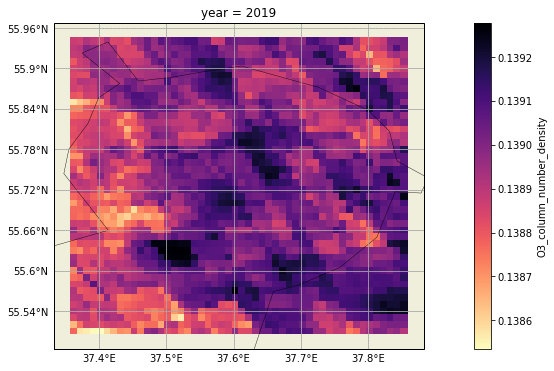 year = 2019
55.96°N
55.9°N
55.84°N
55.78°N
55.72°N
55.66°N
55.6°N
55.54°N
37.4°E 37.5°E 37.6°E 37.7°E 37.8°E
0.1392
0.1391
0.1390
0.1389
0.1388
0.1387
0.1386
O3_column_number_density